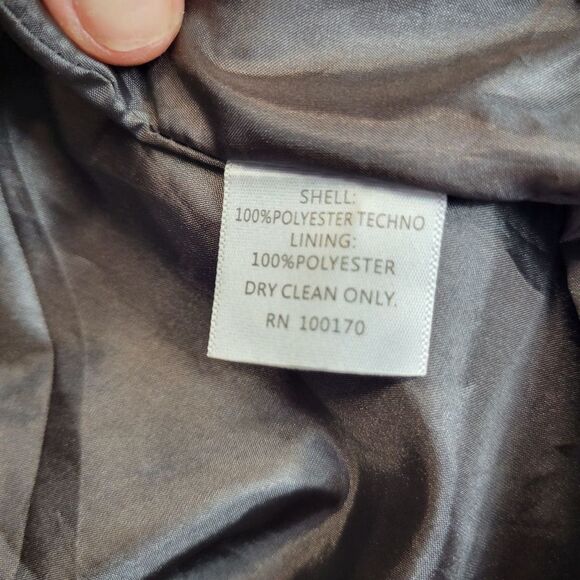 SHELL:
100%POLYESTER TECHNO
LINING:
100%POLYESTER
DRY CLEAN ONLY.
RN 100170